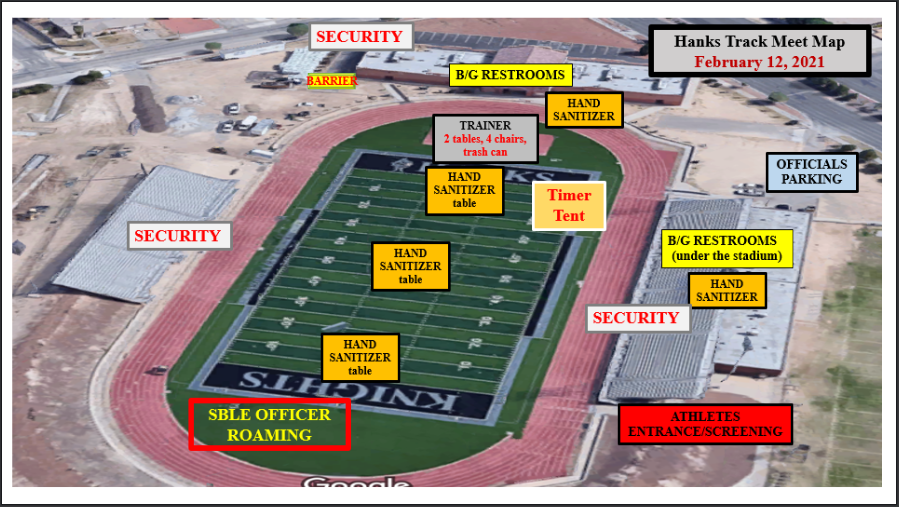 SECURITY
Hanks Track Meet Map
February 12, 2021
BARRIER
B/G RESTROOMS
HAND
SANITIZER
TRAINER
2 tables, 4 chairs,
trash can
OFFICIALS
PARKING
HAND
SANITIZER
table
Timer
Tent
SECURITY
B/G RESTROOMS
(under the stadium)
HAND
SANITIZER
table
HAND
SANITIZER
SECURITY
HAND
SANITIZER
table
KNIGHTS
KNIGHTS
SBLE OFFICER
ROAMING
ATHLETES
ENTRANCE/SCREENING
Google